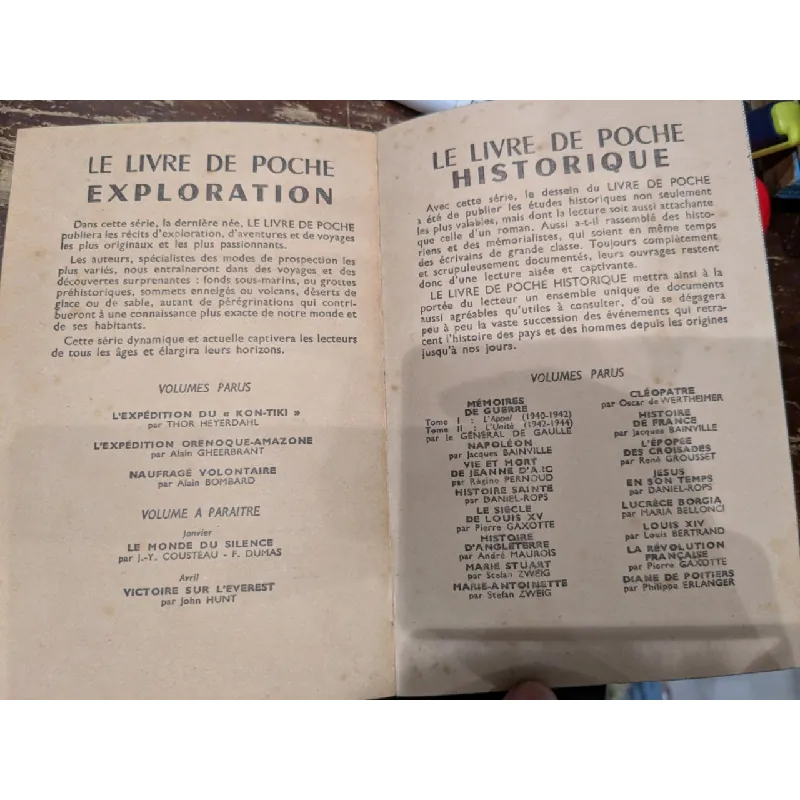 LE LIVRE DE POCHE
EXPLORATION
Dans cette série, la dernière née, LE LIVRE DE POCHE
publiera les récits d'exploration, d'aventures et de voyages
les plus originaux et les plus passionnants.
Les auteurs, spécialistes des modes de prospection les
plus variés, nous entraîneront dans des voyages et des
découvertes surprenantes : fonds sous-marins, ou grottes
préhistoriques, sommets enneigés ou volcans, déserts de
glace ou de sable, autant de pérégrinations qui contri-
bueront à une connaissance plus exacte de notre monde et
de ses habitants.
Cette série dynamique et actuelle captivera les lecteurs
de tous les âges et élargira leurs horizons.
VOLUMES PARUS
L'EXPÉDITION DU « KON-TIKI »
par THOR HEYERDAHL
L'EXPÉDITION ORENOQUE-AMAZONE
par Alain GHEERBRANT
NAUFRAGÉ VOLONTAIRE
par Alain BOMBARD
VOLUME A PARAITRE
Janvier
LE MONDE DU SILENCE
par J.-Y. COUSTEAU - F. DUMAS
Avril
VICTOIRE SUR L'EVEREST
par John HUNT
LE LIVRE DE POCHE
HISTORIQUE
Avec cette série, le dessein du LIVRE DE POCHE
a été de publier les études historiques non seulement
les plus valables, mais dont la lecture soit aussi attachante
que celle d'un roman. Aussi a-t-il rassemblé des histo-
riens et des mémorialistes, qui soient en même temps
des écrivains de grande classe. Toujours complètement
et scrupuleusement documentés, leurs ouvrages restent
donc d'une lecture aisée et captivante.
LE LIVRE DE POCHE HISTORIQUE mettra ainsi à la
portée du lecteur un ensemble unique de documents
aussi agréables qu'utiles à consulter, d'où se dégagera
peu à peu la vaste succession des événements qui retra-
cent l'histoire des pays et des hommes depuis les origines
jusqu'à nos jours.
VOLUMES PARUS
MÉMOIRES
DE GUERRE
Tome I : L'Appel (1940-1942)
Tome II : L'Unité (1942-1944)
par le GÉNÉRAL DE GAULLE
NAPOLÉON
par Jacques BAINVILLE
VIE ET MORT
DE JEANNE D'ARC
par Régine PERNOUD
HISTOIRE SAINTE
par DANIEL-ROPS
LE SIÈCLE
DE LOUIS XV
par Pierre GAXOTTE
HISTOIRE
D'ANGLETERRE
par André MAUROIS
MARIE STUART
par Stefan ZWEIG
MARIE-ANTOINETTE
par Stefan ZWEIG
CLÉOPATRE
par Oscar de WERTHEIMER
HISTOIRE
DE FRANCE
par Jacques BAINVILLE
L'ÉPOPÉE
DES CROISADES
par René GROUSSET
JESUS
EN SON TEMPS
par DANIEL-ROPS
LUCRÈCE BORGIA
par MARIA BELLONCI
LOUIS XIV
par Louis BERTRAND
LA RÉVOLUTION
FRANÇAISE
par Pierre GAXOTTE
DIANE DE POITIERS
par Philippe ERLANGER